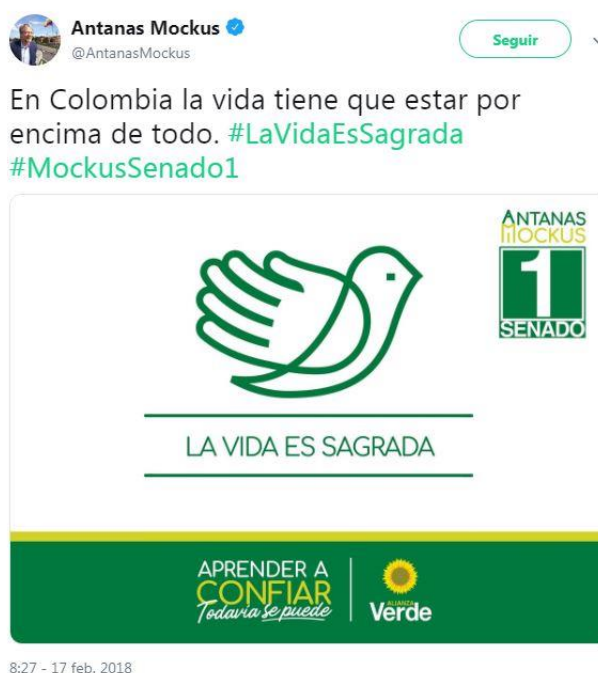 Antanas Mockus
@AntanasMockus
Seguir
En Colombia la vida tiene que estar por
encima de todo. #LaVidaEsSagrada
#MockusSenado1
ANTANAS
MOCKUS
1
SENADO
LA VIDA ES SAGRADA
APRENDER A
CONFIAR
Todavía se puede
ALIANZA
Verde
8:27 - 17 feb. 2018